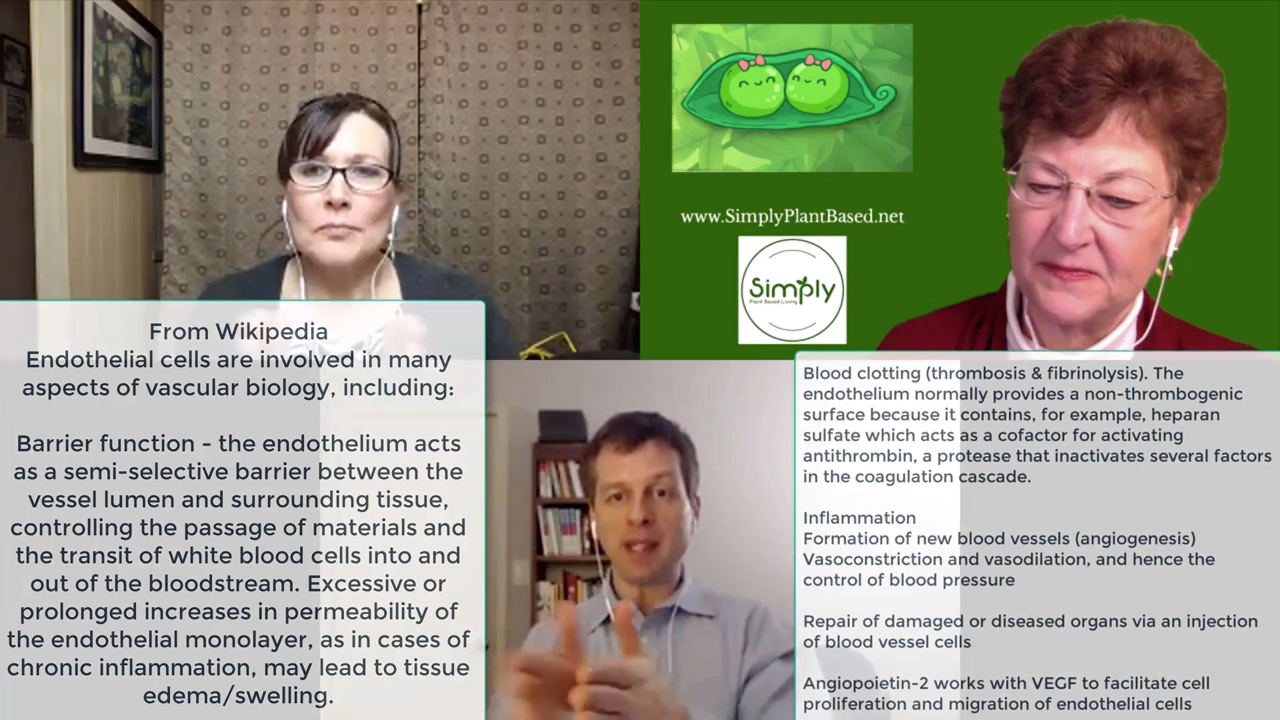 www.SimplyPlantBased.net
Simply
Plant Based Living
From Wikipedia
Endothelial cells are involved in many
aspects of vascular biology, including:
Barrier function - the endothelium acts
as a semi-selective barrier between the
vessel lumen and surrounding tissue,
controlling the passage of materials and
the transit of white blood cells into and
out of the bloodstream. Excessive or
prolonged increases in permeability of
the endothelial monolayer, as in cases of
chronic inflammation, may lead to tissue
edema/swelling.
Blood clotting (thrombosis & fibrinolysis). The
endothelium normally provides a non-thrombogenic
surface because it contains, for example, heparan
sulfate which acts as a cofactor for activating
antithrombin, a protease that inactivates several factors
in the coagulation cascade.
Inflammation
Formation of new blood vessels (angiogenesis)
Vasoconstriction and vasodilation, and hence the
control of blood pressure
Repair of damaged or diseased organs via an injection
of blood vessel cells
Angiopoietin-2 works with VEGF to facilitate cell
proliferation and migration of endothelial cells